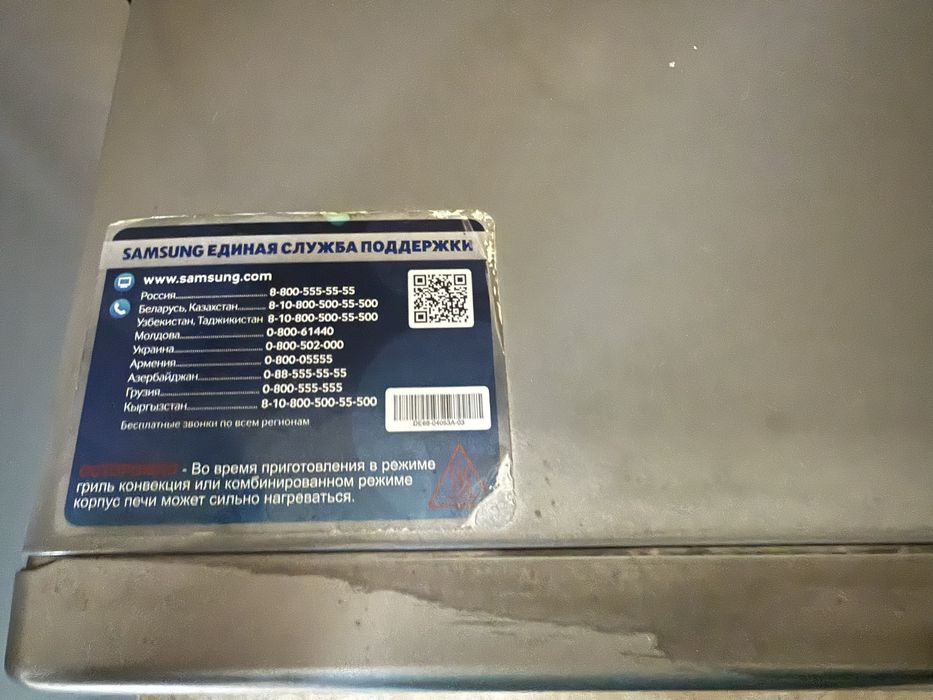 SAMSUNG ЕДИНАЯ СЛУЖБА ПОДДЕРЖКИ
www.samsung.com
Россия 8-800-555-55-55
Беларусь, Казахстан 8-10-800-500-55-500
Узбекистан, Таджикистан 8-10-800-500-55-500
Молдова 0-800-61440
Украина 0-800-502-000
Армения 0-800-05555
Азербайджан 0-88-555-55-55
Грузия 0-800-555-555
Кыргызстан 8-10-800-500-55-500
Бесплатные звонки по всем регионам
DE68-04053A-03
- Во время приготовления в режиме
гриль конвекция или комбинированном режиме
корпус печи может сильно нагреваться.